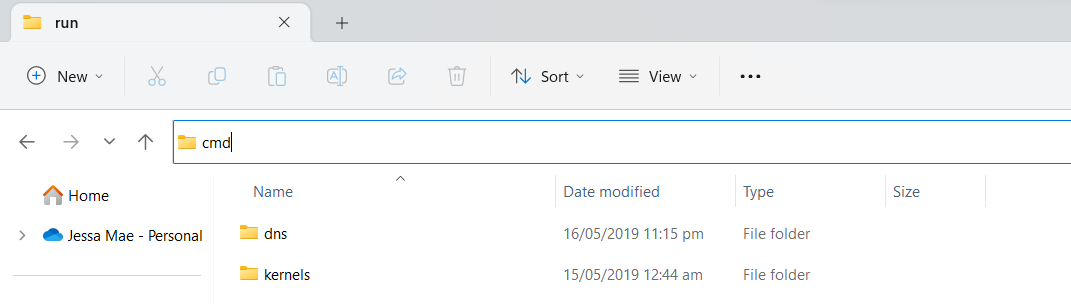 run
New Sort View
cmd
Home
Jessa Mae - Personal
Name Date modified Type Size
dns 16/05/2019 11:15 pm File folder
kernels 15/05/2019 12:44 am File folder